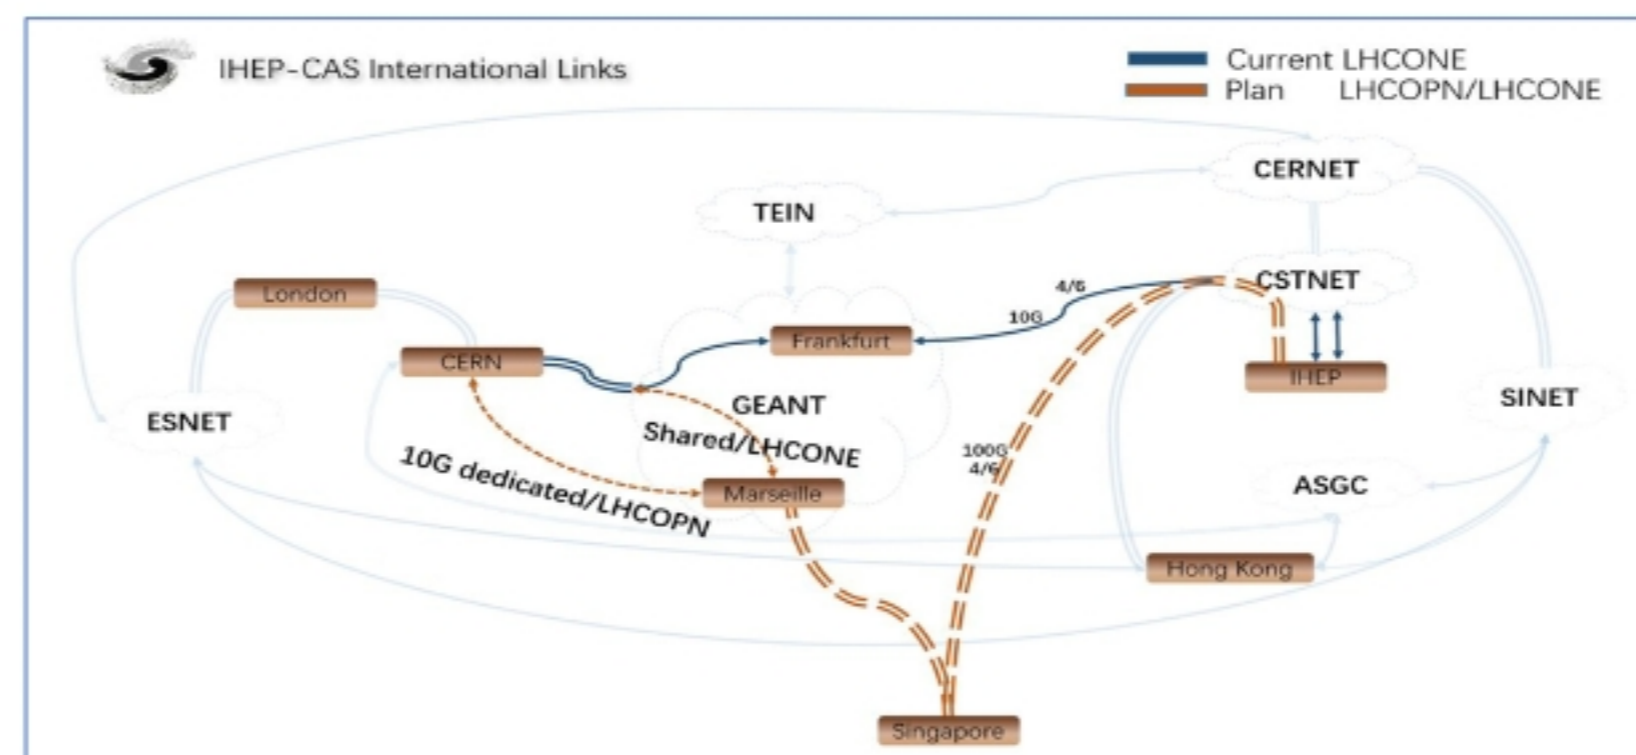 IHEP-CAS International Links
Current LHCONE
Plan LHCOPN/LHCONE
CERNET
TEIN
CSTNET
4/6
London
10G
Frankfurt
CERN
IHEP
SINET
GEANT
ESNET
Shared/LHCONE
100G
4/6
10G dedicated/LHCOPN
ASGC
Marseille
Hong Kong
Singapore